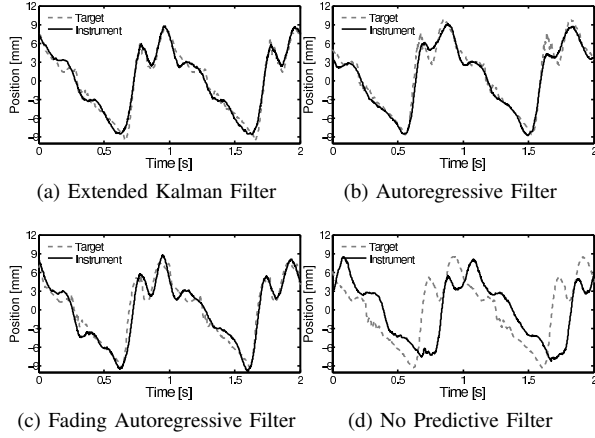 Position [mm]
12
9
6
3
0
−3
−6
−9
Target
Instrument
0 0.5 1 1.5 2
Time [s]
(a) Extended Kalman Filter
Position [mm]
12
9
6
3
0
−3
−6
−9
Target
Instrument
0 0.5 1 1.5 2
Time [s]
(b) Autoregressive Filter
Position [mm]
12
9
6
3
0
−3
−6
−9
Target
Instrument
0 0.5 1 1.5 2
Time [s]
(c) Fading Autoregressive Filter
Position [mm]
12
9
6
3
0
−3
−6
−9
Target
Instrument
0 0.5 1 1.5 2
Time [s]
(d) No Predictive Filter